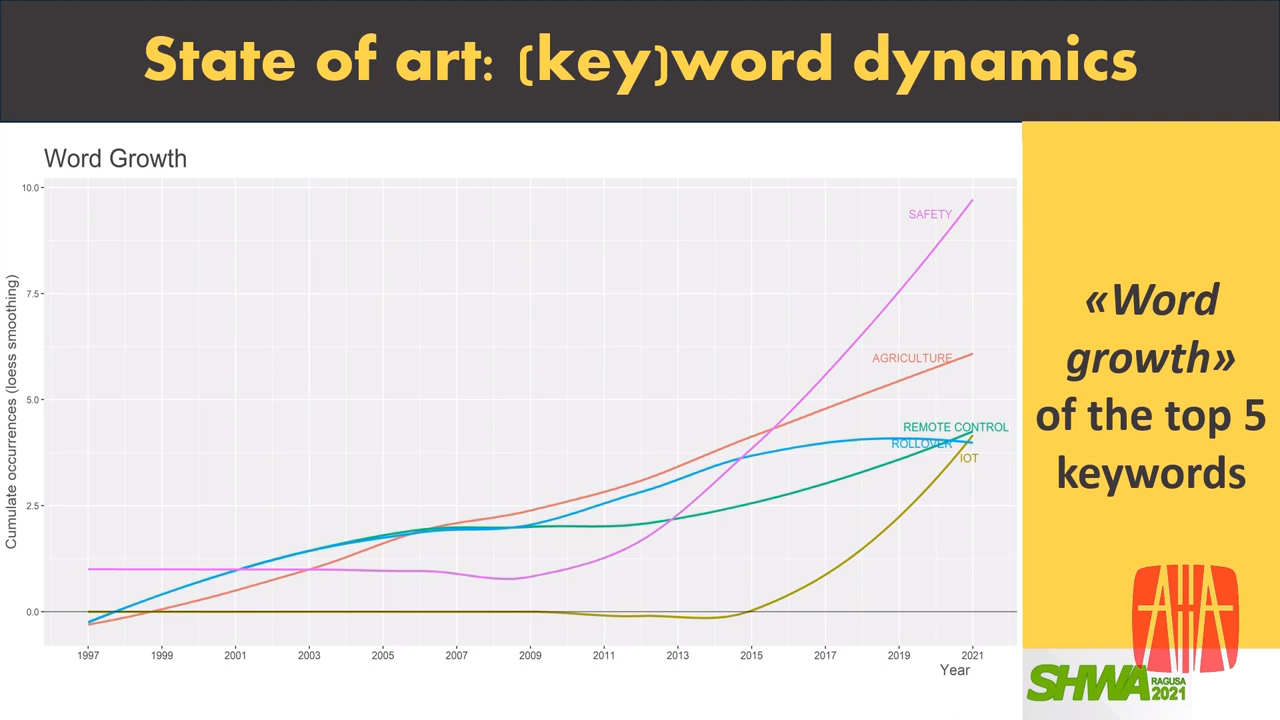 State of art: (key)word dynamics
Word Growth
10.0
7.5
5.0
2.5
0.0
Cumulate occurrences (loess smoothing)
SAFETY
AGRICULTURE
REMOTE CONTROL
ROLLOVER
IOT
1997 1999 2001 2003 2005 2007 2009 2011 2013 2015 2017 2019 2021
Year
«Word
growth»
of the top 5
keywords
AHA
SHWA RAGUSA
2021